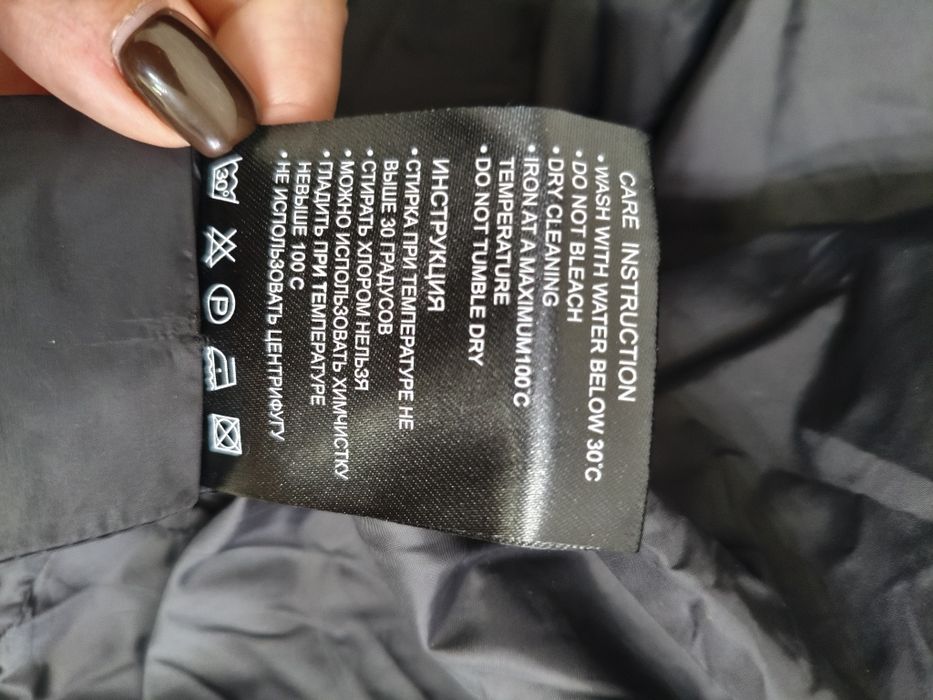 CARE INSTRUCTION
• WASH WITH WATER BELOW 30°C
• DO NOT BLEACH
• DRY CLEANING
• IRON AT A MAXIMUM100°C
TEMPERATURE
• DO NOT TUMBLE DRY
ИНСТРУКЦИЯ
• СТИРКА ПРИ ТЕМПЕРАТУРЕ НЕ
ВЫШЕ 30 ГРАДУСОВ
• СТИРАТЬ ХЛОРОМ НЕЛЬЗЯ
• МОЖНО ИСПОЛЬЗОВАТЬ ХИМЧИСТКУ
• ГЛАДИТЬ ПРИ ТЕМПЕРАТУРЕ
НЕВЫШЕ 100 С
• НЕ ИСПОЛЬЗОВАТЬ ЦЕНТРИФУГУ
30°
P